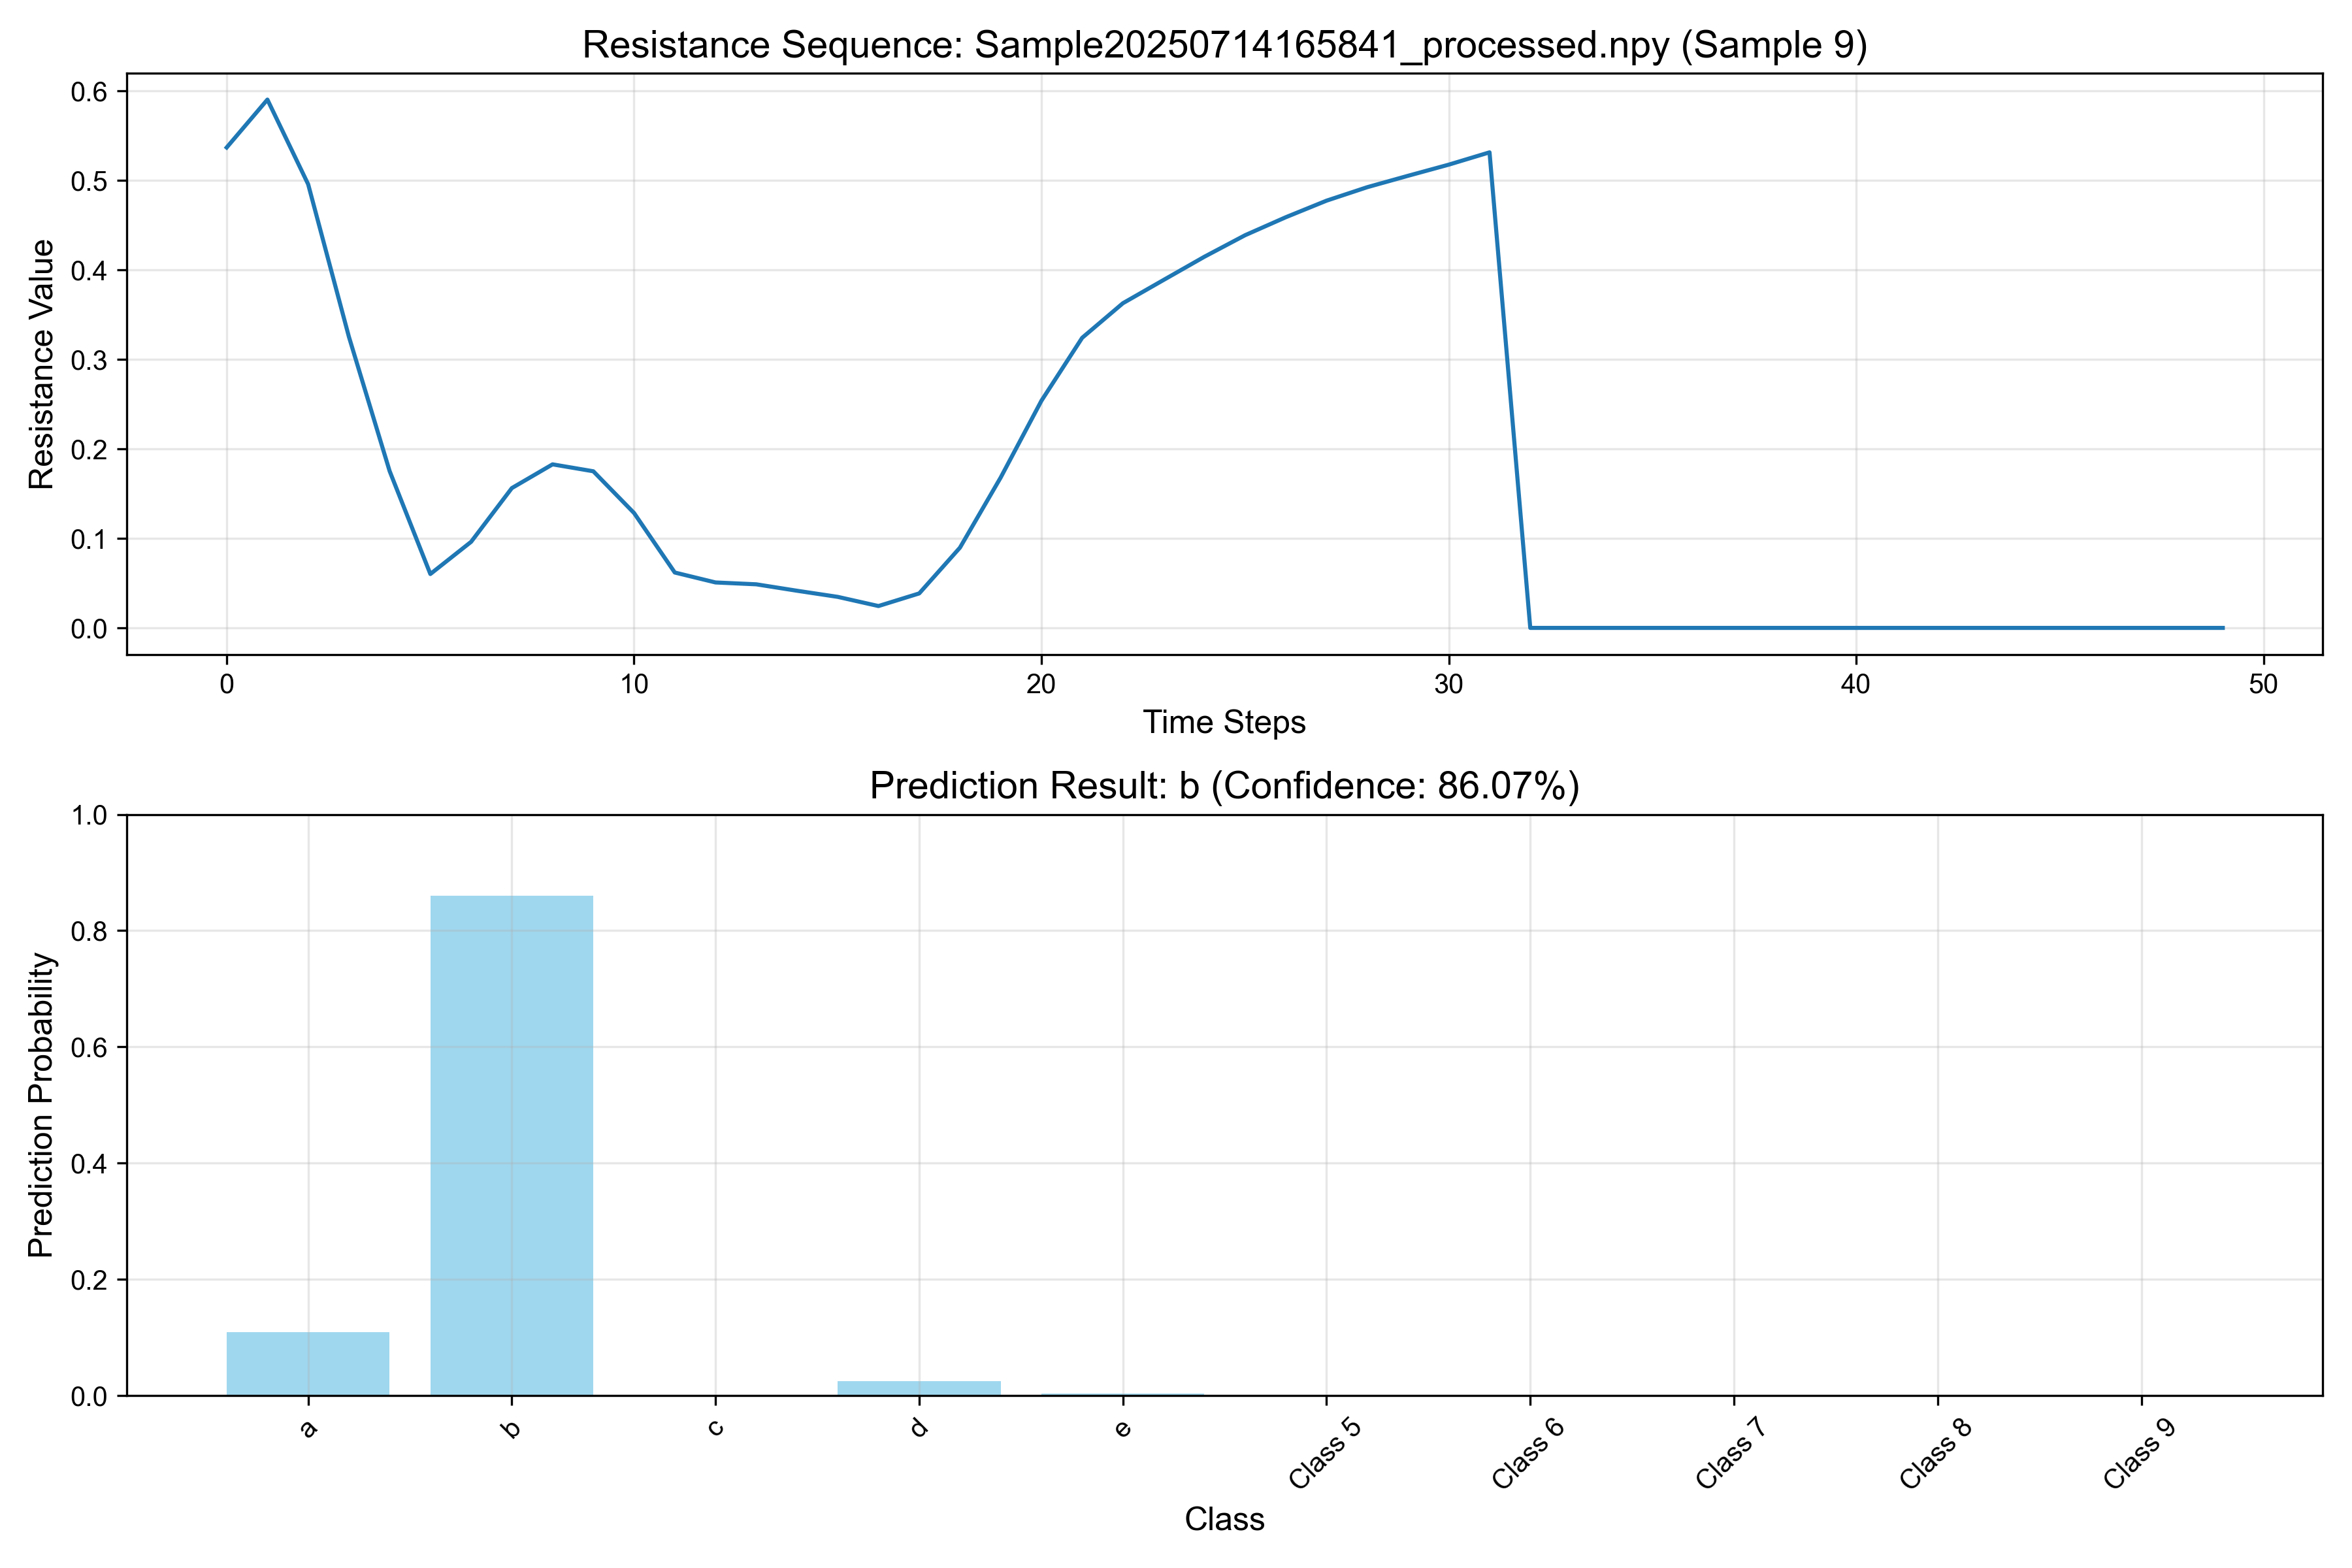 Resistance Sequence: Sample20250714165841_processed.npy (Sample 9)
Resistance Value
0.6
0.5
0.4
0.3
0.2
0.1
0.0
0 10 20 30 40 50
Time Steps
Prediction Result: b (Confidence: 86.07%)
Prediction Probability
1.0
0.8
0.6
0.4
0.2
0.0
a b c d e Class 5 Class 6 Class 7 Class 8 Class 9
Class